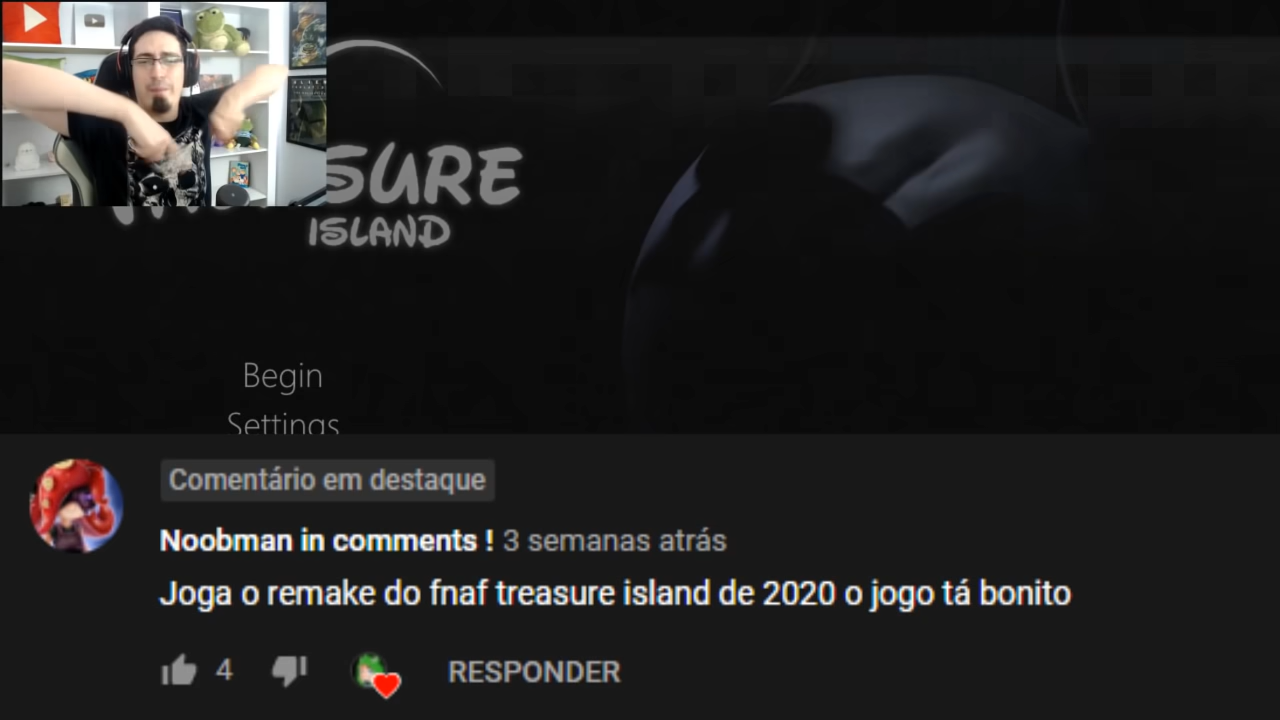 SURE
ISLAND
Begin
Settings
Comentário em destaque
Noobman in comments ! 3 semanas atrás
Joga o remake do fnaf treasure island de 2020 o jogo tá bonito
4
RESPONDER